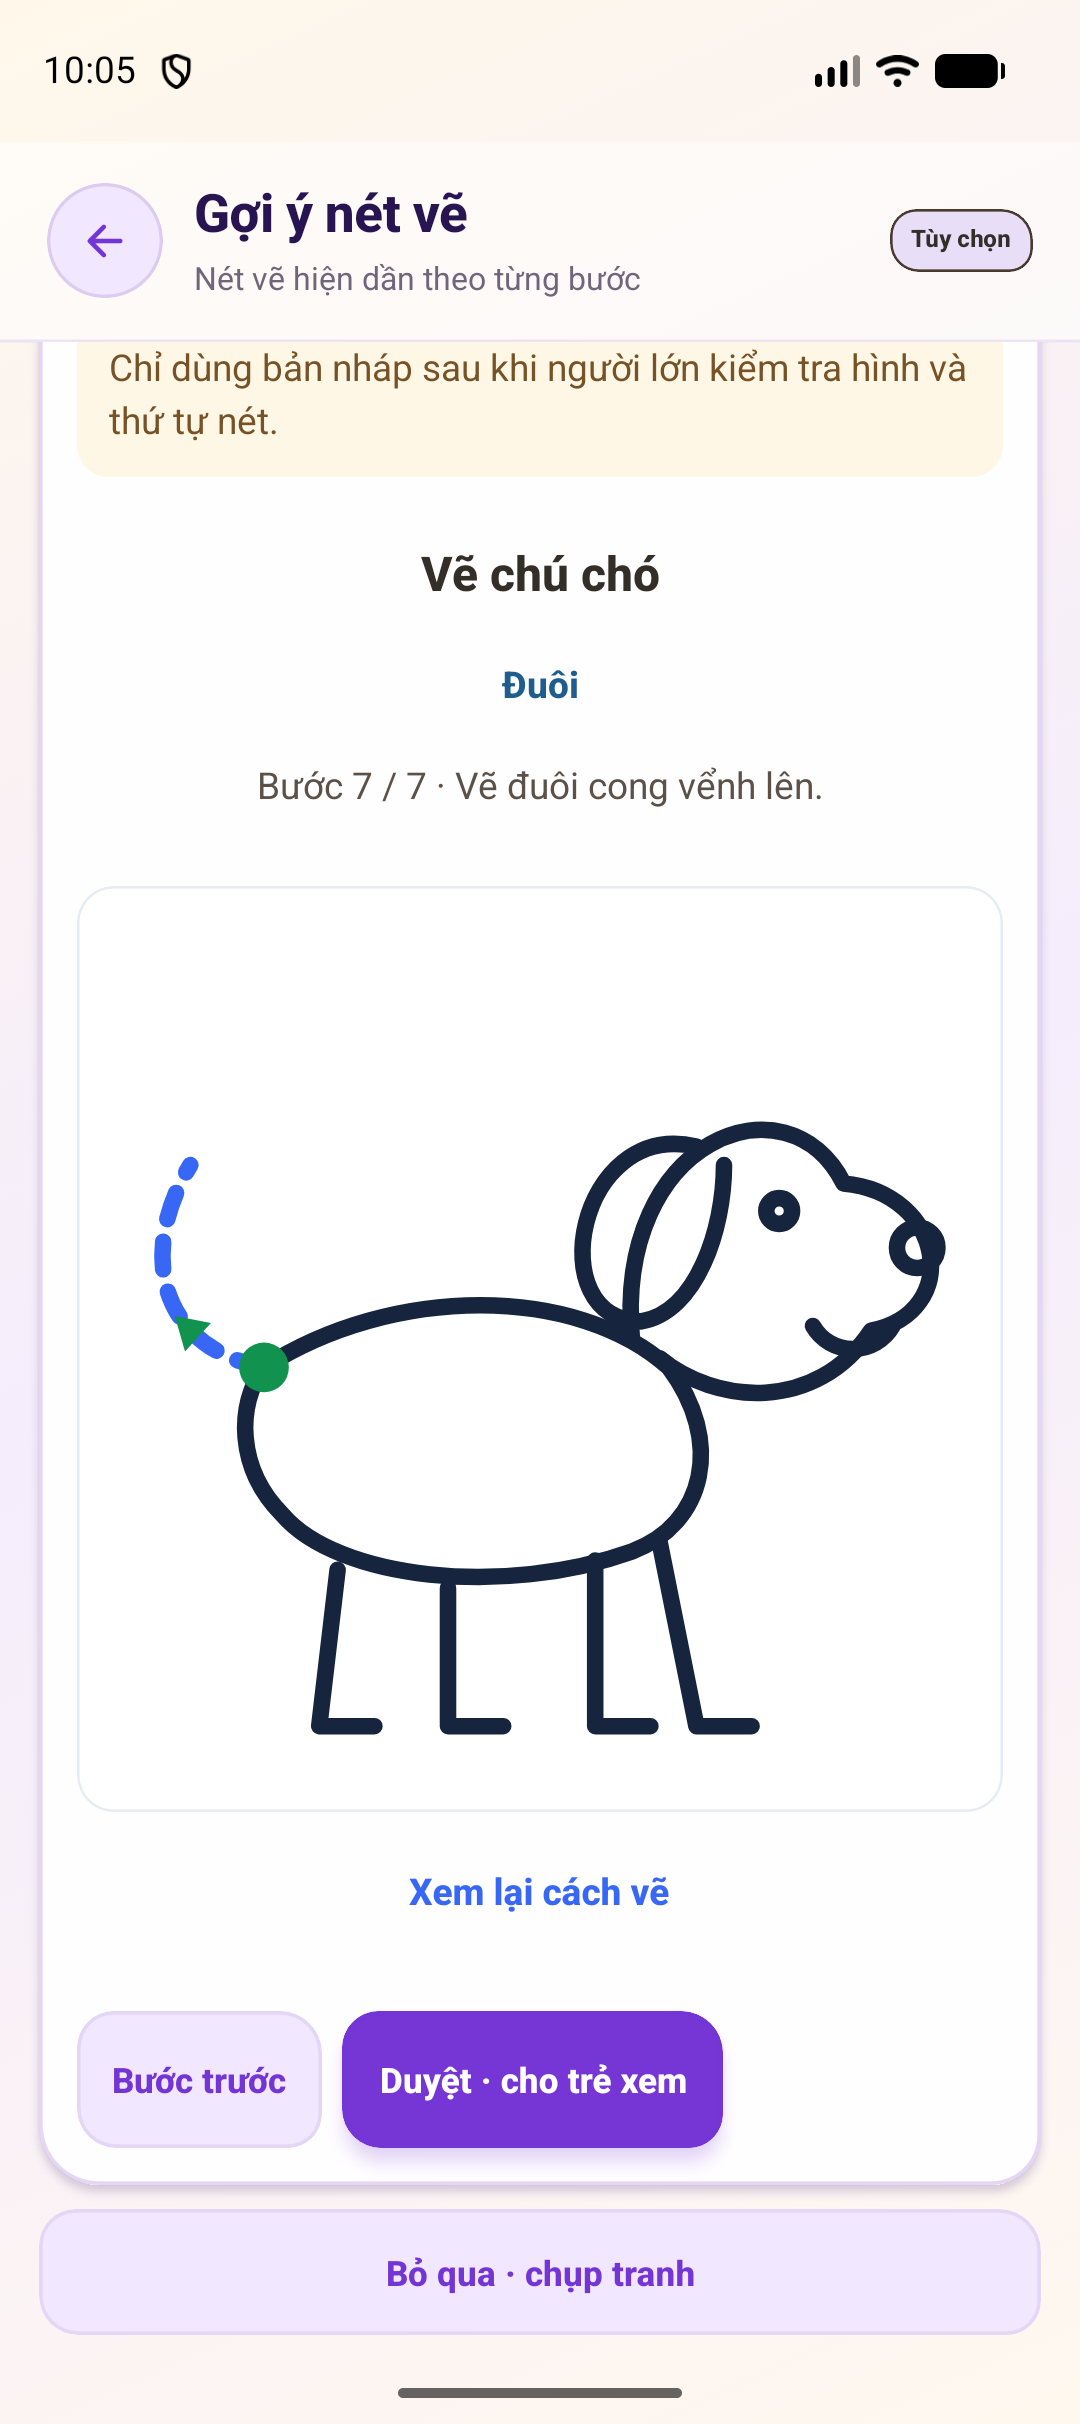 10:05
Gợi ý nét vẽ
Nét vẽ hiện dần theo từng bước
Tùy chọn
Chỉ dùng bản nháp sau khi người lớn kiểm tra hình và
thứ tự nét.
Vẽ chú chó
Đuôi
Bước 7 / 7 · Vẽ đuôi cong vểnh lên.
Xem lại cách vẽ
Bước trước
Duyệt · cho trẻ xem
Bỏ qua · chụp tranh